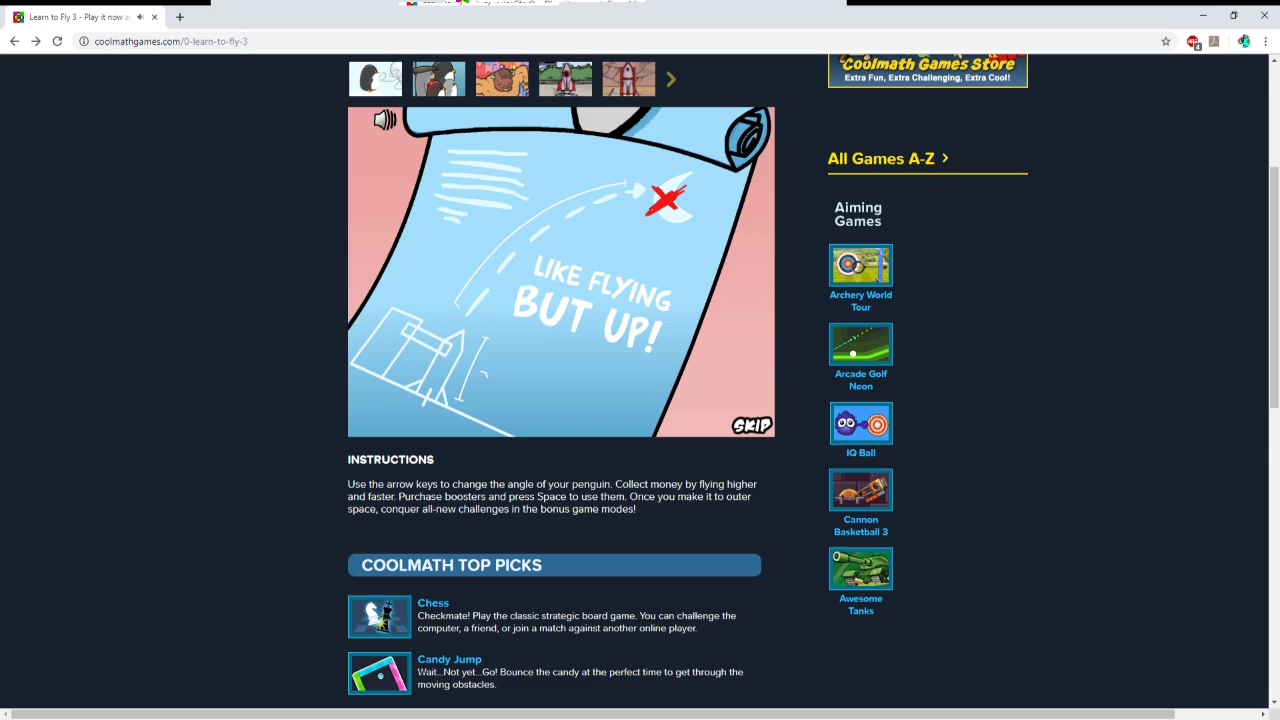 Learn to Fly 3 - Play it now a
coolmathgames.com/0-learn-to-fly-3
4
Coolmath Games Store
Extra Fun, Extra Challenging, Extra Cool!
LIKE FLYING
BUT UP!
SKIP
INSTRUCTIONS
Use the arrow keys to change the angle of your penguin. Collect money by flying higher
and faster. Purchase boosters and press Space to use them. Once you make it to outer
space, conquer all-new challenges in the bonus game modes!
COOLMATH TOP PICKS
Chess
Checkmate! Play the classic strategic board game. You can challenge the
computer, a friend, or join a match against another online player.
Candy Jump
Wait...Not yet...Go! Bounce the candy at the perfect time to get through the
moving obstacles.
All Games A-Z
Aiming
Games
Archery World
Tour
Arcade Golf
Neon
IQ Ball
Cannon
Basketball 3
Awesome
Tanks